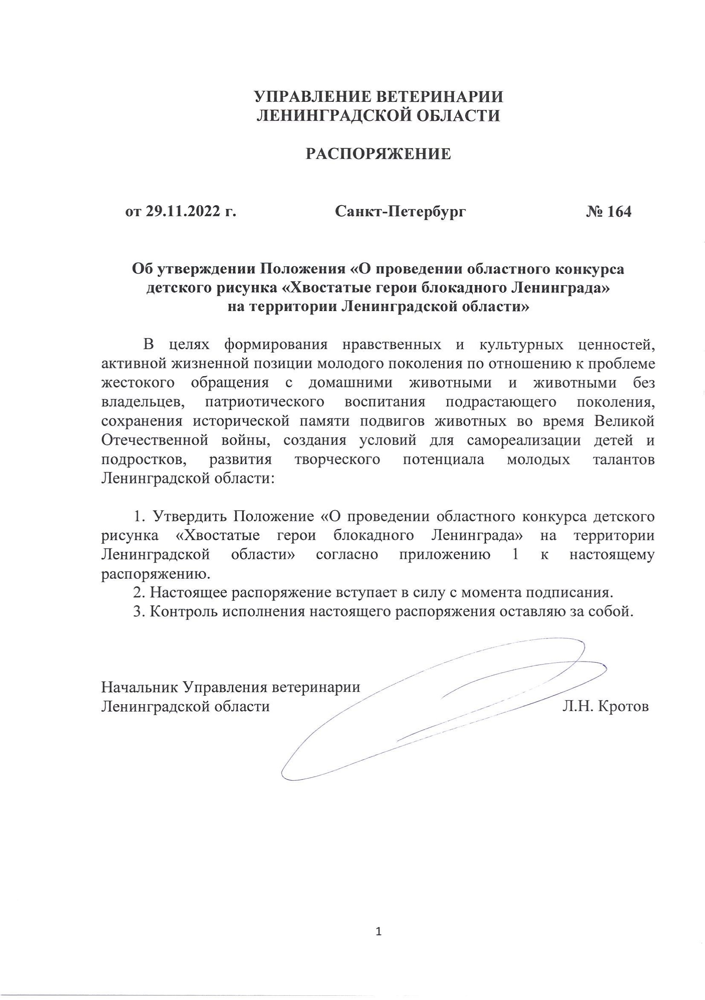 УПРАВЛЕНИЕ ВЕТЕРИНАРИИ
ЛЕНИНГРАДСКОЙ ОБЛАСТИ
РАСПОРЯЖЕНИЕ
от 29.11.2022 г. Санкт-Петербург № 164
Об утверждении Положения «О проведении областного конкурса
детского рисунка «Хвостатые герои блокадного Ленинграда»
на территории Ленинградской области»
В целях формирования нравственных и культурных ценностей,
активной жизненной позиции молодого поколения по отношению к проблеме
жестокого обращения с домашними животными и животными без
владельцев, патриотического воспитания подрастающего поколения,
сохранения исторической памяти подвигов животных во время Великой
Отечественной войны, создания условий для самореализации детей и
подростков, развития творческого потенциала молодых талантов
Ленинградской области:
1. Утвердить Положение «О проведении областного конкурса детского
рисунка «Хвостатые герои блокадного Ленинграда» на территории
Ленинградской области» согласно приложению 1 к настоящему
распоряжению.
2. Настоящее распоряжение вступает в силу с момента подписания.
3. Контроль исполнения настоящего распоряжения оставляю за собой.
Начальник Управления ветеринарии
Ленинградской области Л.Н. Кротов
1